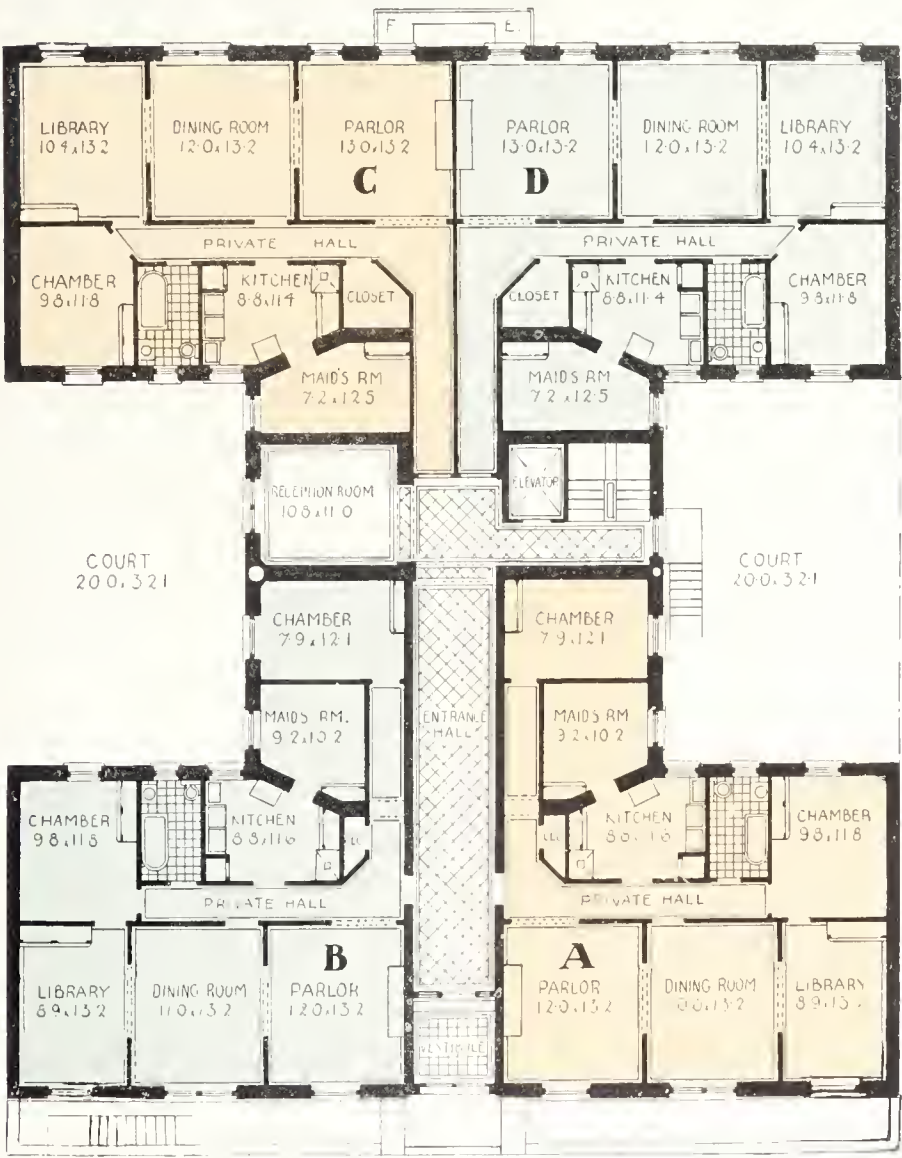 F. E.
LIBRARY
10·4 x 13·2
DINING ROOM
12·0 x 13·2
PARLOR
13·0 x 13·2
C
PARLOR
13·0 x 13·2
D
DINING ROOM
12·0 x 13·2
LIBRARY
10·4 x 13·2
PRIVATE HALL
PRIVATE HALL
CHAMBER
9·8 x 11·8
KITCHEN
8·8 x 11·4
CLOSET
CLOSET
KITCHEN
8·8 x 11·4
CHAMBER
9·8 x 11·8
MAID'S RM
7·2 x 12·5
MAID'S RM
7·2 x 12·5
RECEPTION ROOM
10·8 x 11·0
ELEVATOR
COURT
20·0 x 32·1
COURT
20·0 x 32·1
CHAMBER
7·9 x 12·1
CHAMBER
7·9 x 12·1
MAID'S RM.
9·2 x 10·2
ENTRANCE
HALL
MAID'S RM
9·2 x 10·2
CHAMBER
9·8 x 11·8
KITCHEN
8·8 x 11·6
KITCHEN
CHAMBER
9·8 x 11·8
PRIVATE HALL
PRIVATE HALL
LIBRARY
8·9 x 13·2
DINING ROOM
11·0 x 13·2
B
PARLOR
12·0 x 13·2
A
PARLOR
12·0 x 13·2
DINING ROOM
LIBRARY
VESTIBULE